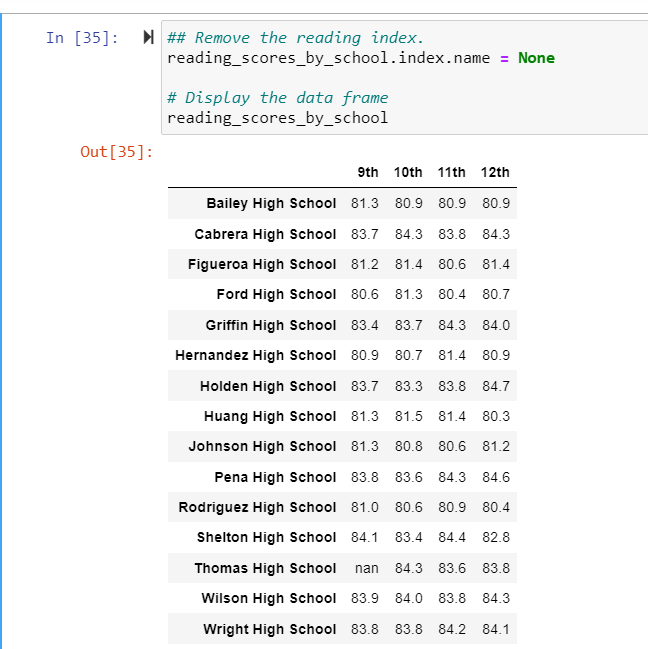 In [35]:
## Remove the reading index.
reading_scores_by_school.index.name = None
# Display the data frame
reading_scores_by_school
Out[35]:
9th 10th 11th 12th
Bailey High School 81.3 80.9 80.9 80.9
Cabrera High School 83.7 84.3 83.8 84.3
Figueroa High School 81.2 81.4 80.6 81.4
Ford High School 80.6 81.3 80.4 80.7
Griffin High School 83.4 83.7 84.3 84.0
Hernandez High School 80.9 80.7 81.4 80.9
Holden High School 83.7 83.3 83.8 84.7
Huang High School 81.3 81.5 81.4 80.3
Johnson High School 81.3 80.8 80.6 81.2
Pena High School 83.8 83.6 84.3 84.6
Rodriguez High School 81.0 80.6 80.9 80.4
Shelton High School 84.1 83.4 84.4 82.8
Thomas High School nan 84.3 83.6 83.8
Wilson High School 83.9 84.0 83.8 84.3
Wright High School 83.8 83.8 84.2 84.1